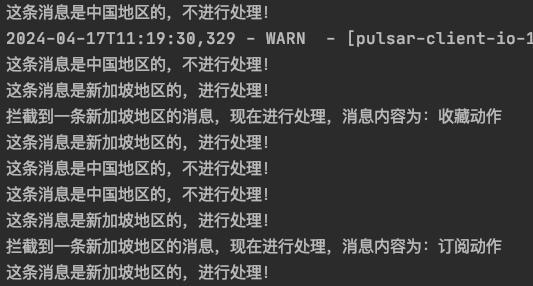 这条消息是中国地区的，不进行处理！
2024-04-17T11:19:30,329 - WARN  - [pulsar-client-io-1
这条消息是中国地区的，不进行处理！
这条消息是新加坡地区的，进行处理！
拦截到一条新加坡地区的消息，现在进行处理，消息内容为：收藏动作
这条消息是新加坡地区的，进行处理！
这条消息是中国地区的，不进行处理！
这条消息是中国地区的，不进行处理！
这条消息是新加坡地区的，进行处理！
拦截到一条新加坡地区的消息，现在进行处理，消息内容为：订阅动作
这条消息是新加坡地区的，进行处理！